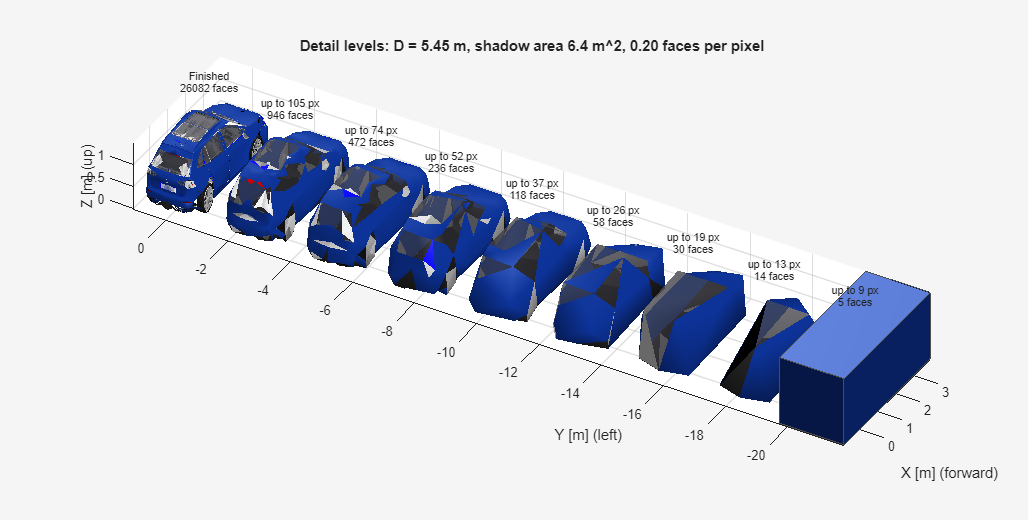 Detail levels: D = 5.45 m, shadow area 6.4 m^2, 0.20 faces per pixel
Finished
26082 faces
up to 105 px
946 faces
up to 74 px
472 faces
up to 52 px
236 faces
up to 37 px
118 faces
up to 26 px
58 faces
up to 19 px
30 faces
up to 13 px
14 faces
up to 9 px
5 faces
Z [m] (up)
1
0.5
0
0
-2
-4
-6
-8
-10
-12
-14
-16
-18
-20
Y [m] (left)
3
2
1
0
X [m] (forward)